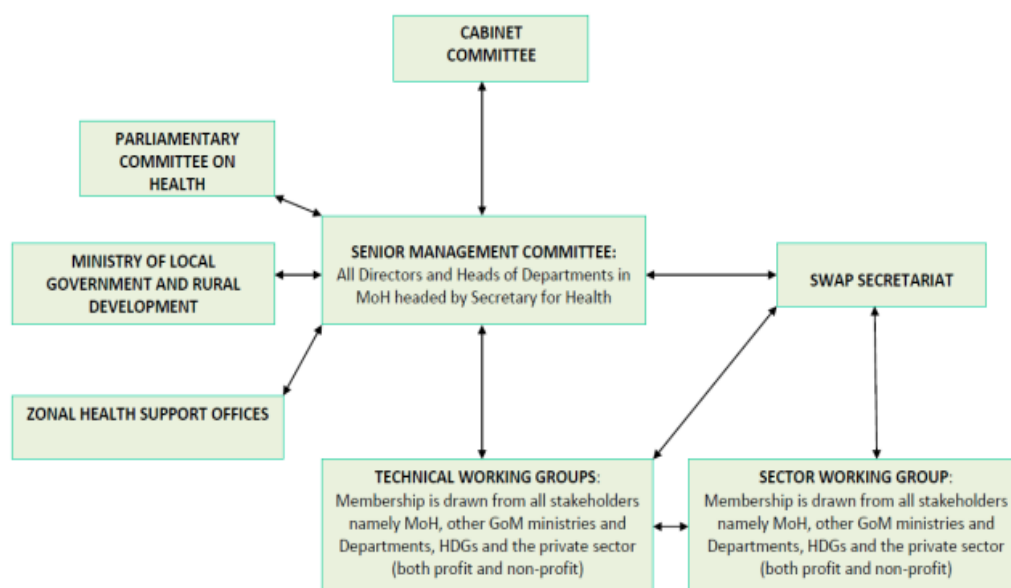 CABINET
COMMITTEE
PARLIAMENTARY
COMMITTEE ON
HEALTH
MINISTRY OF LOCAL
GOVERNMENT AND RURAL
DEVELOPMENT
SENIOR MANAGEMENT COMMITTEE:
All Directors and Heads of Departments in
MoH headed by Secretary for Health
SWAP SECRETARIAT
ZONAL HEALTH SUPPORT OFFICES
TECHNICAL WORKING GROUPS:
Membership is drawn from all stakeholders
namely MoH, other GoM ministries and
Departments, HDGs and the private sector
(both profit and non-profit)
SECTOR WORKING GROUP:
Membership is drawn from all stakeholders
namely MoH, other GoM ministries and
Departments, HDGs and the private sector
(both profit and non-profit)